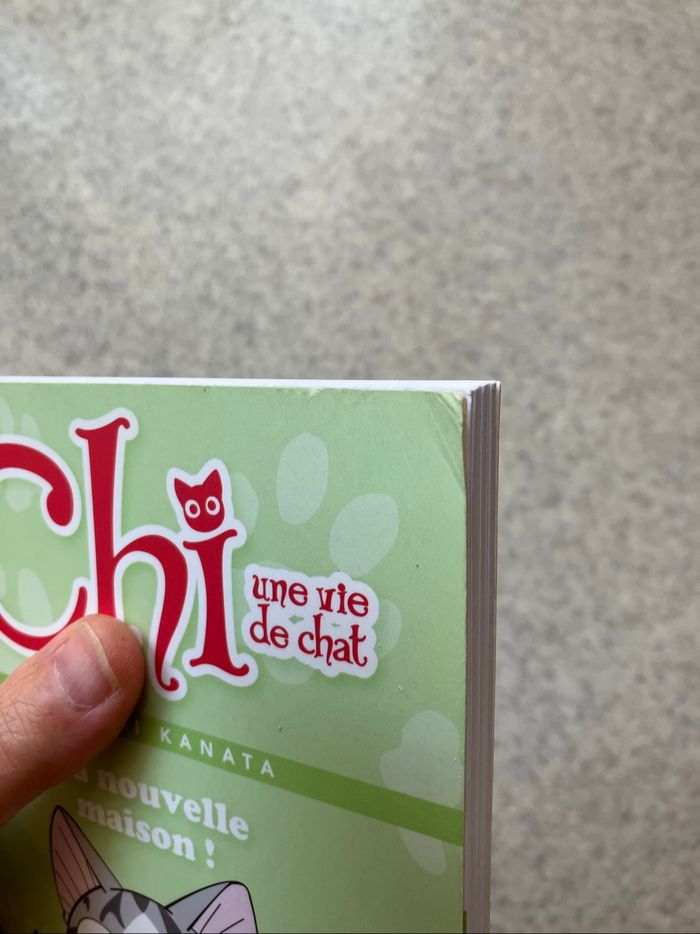 Chi
une vie
de chat
KANATA
nouvelle
maison !